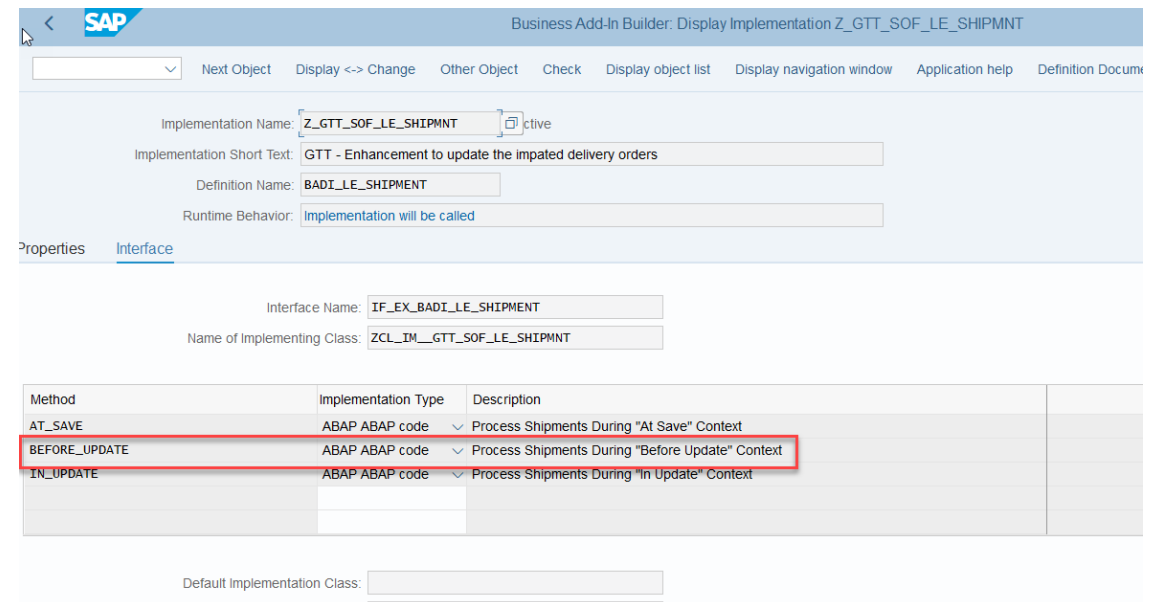 SAP Business Add-In Builder: Display Implementation Z_GTT_SOF_LE_SHIPMNT
Next Object Display <-> Change Other Object Check Display object list Display navigation window Application help Definition Docume
Implementation Name: Z_GTT_SOF_LE_SHIPMNT ctive
Implementation Short Text: GTT - Enhancement to update the impated delivery orders
Definition Name: BADI_LE_SHIPMENT
Runtime Behavior: Implementation will be called
Properties Interface
Interface Name: IF_EX_BADI_LE_SHIPMENT
Name of Implementing Class: ZCL_IM__GTT_SOF_LE_SHIPMNT
Method Implementation Type Description
AT_SAVE ABAP ABAP code Process Shipments During "At Save" Context
BEFORE_UPDATE ABAP ABAP code Process Shipments During "Before Update" Context
IN_UPDATE ABAP ABAP code Process Shipments During "In Update" Context
Default Implementation Class: